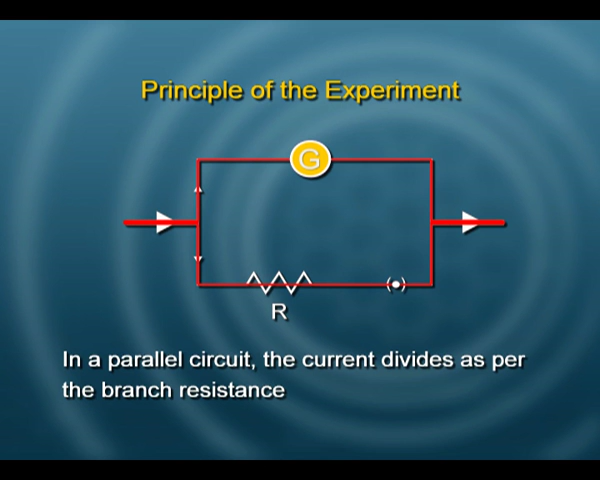 Principle of the Experiment
G
R
In a parallel circuit, the current divides as per
the branch resistance